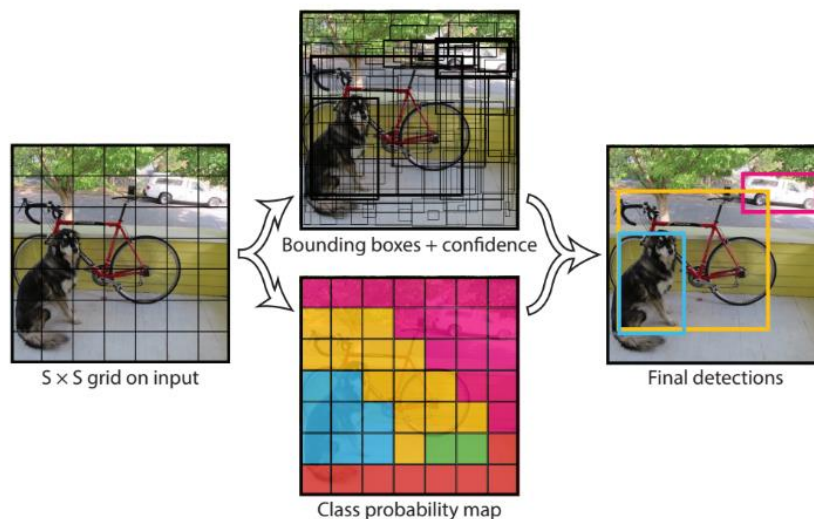 Bounding boxes + confidence
S × S grid on input
Final detections
Class probability map